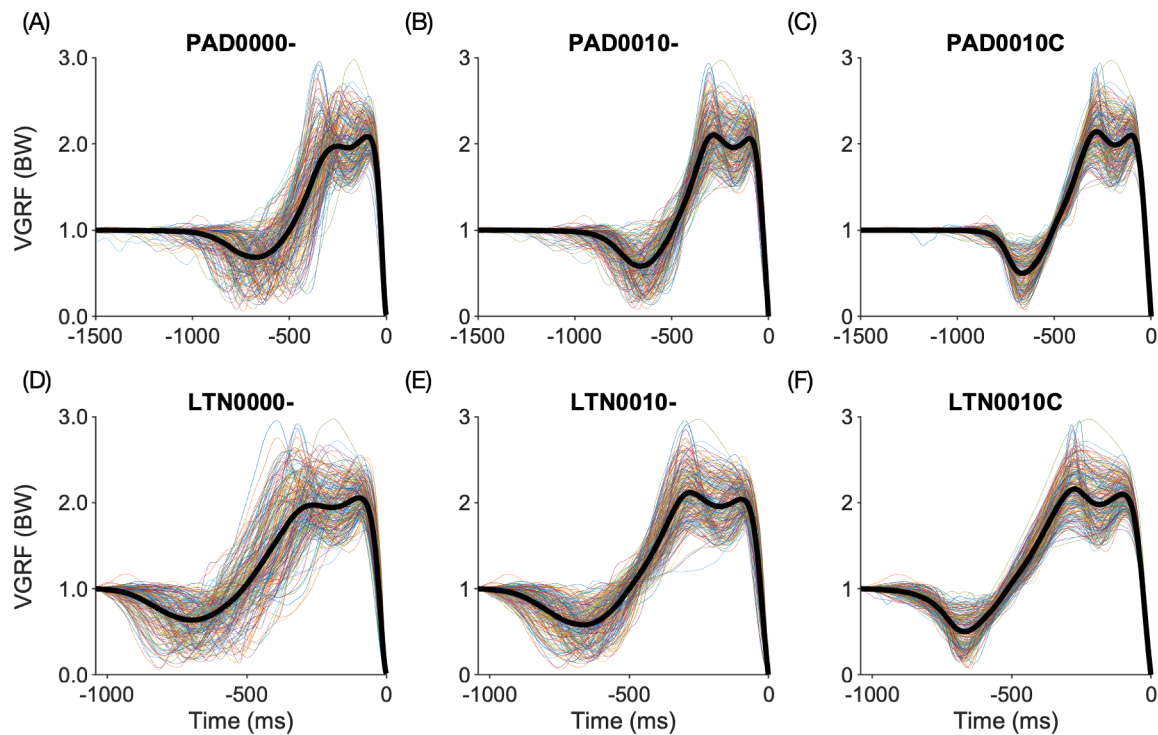 (A)
PAD0000-
3.0
2.0
1.0
0.0
VGRF (BW)
-1500 -1000 -500 0
(B)
PAD0010-
3
2
1
0
-1500 -1000 -500 0
(C)
PAD0010C
3
2
1
0
-1500 -1000 -500 0
(D)
LTN0000-
3.0
2.0
1.0
0.0
VGRF (BW)
-1000 -500 0
Time (ms)
(E)
LTN0010-
3
2
1
0
-1000 -500 0
Time (ms)
(F)
LTN0010C
3
2
1
0
-1000 -500 0
Time (ms)